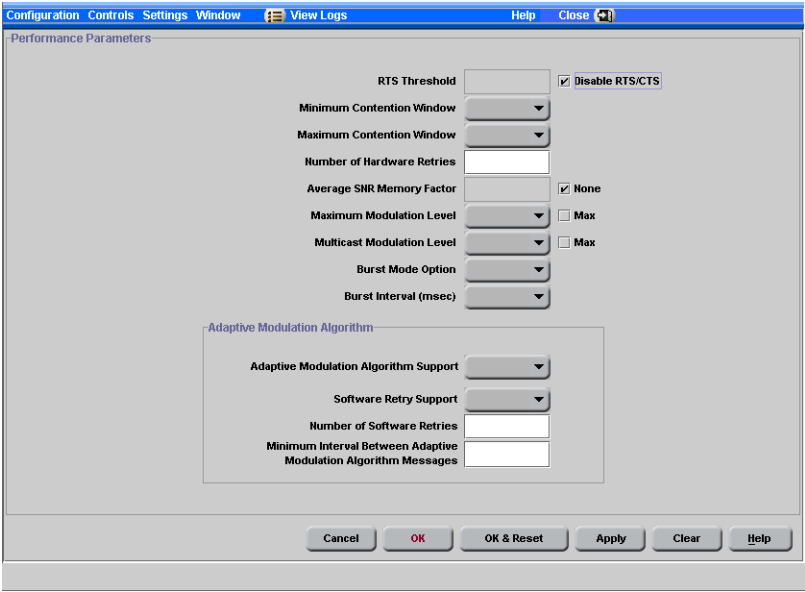 Configuration Controls Settings Window View Logs Help Close
Performance Parameters
RTS Threshold Disable RTS/CTS
Minimum Contention Window
Maximum Contention Window
Number of Hardware Retries
Average SNR Memory Factor None
Maximum Modulation Level Max
Multicast Modulation Level Max
Burst Mode Option
Burst Interval (msec)
Adaptive Modulation Algorithm
Adaptive Modulation Algorithm Support
Software Retry Support
Number of Software Retries
Minimum Interval Between Adaptive
Modulation Algorithm Messages
Cancel OK OK & Reset Apply Clear Help